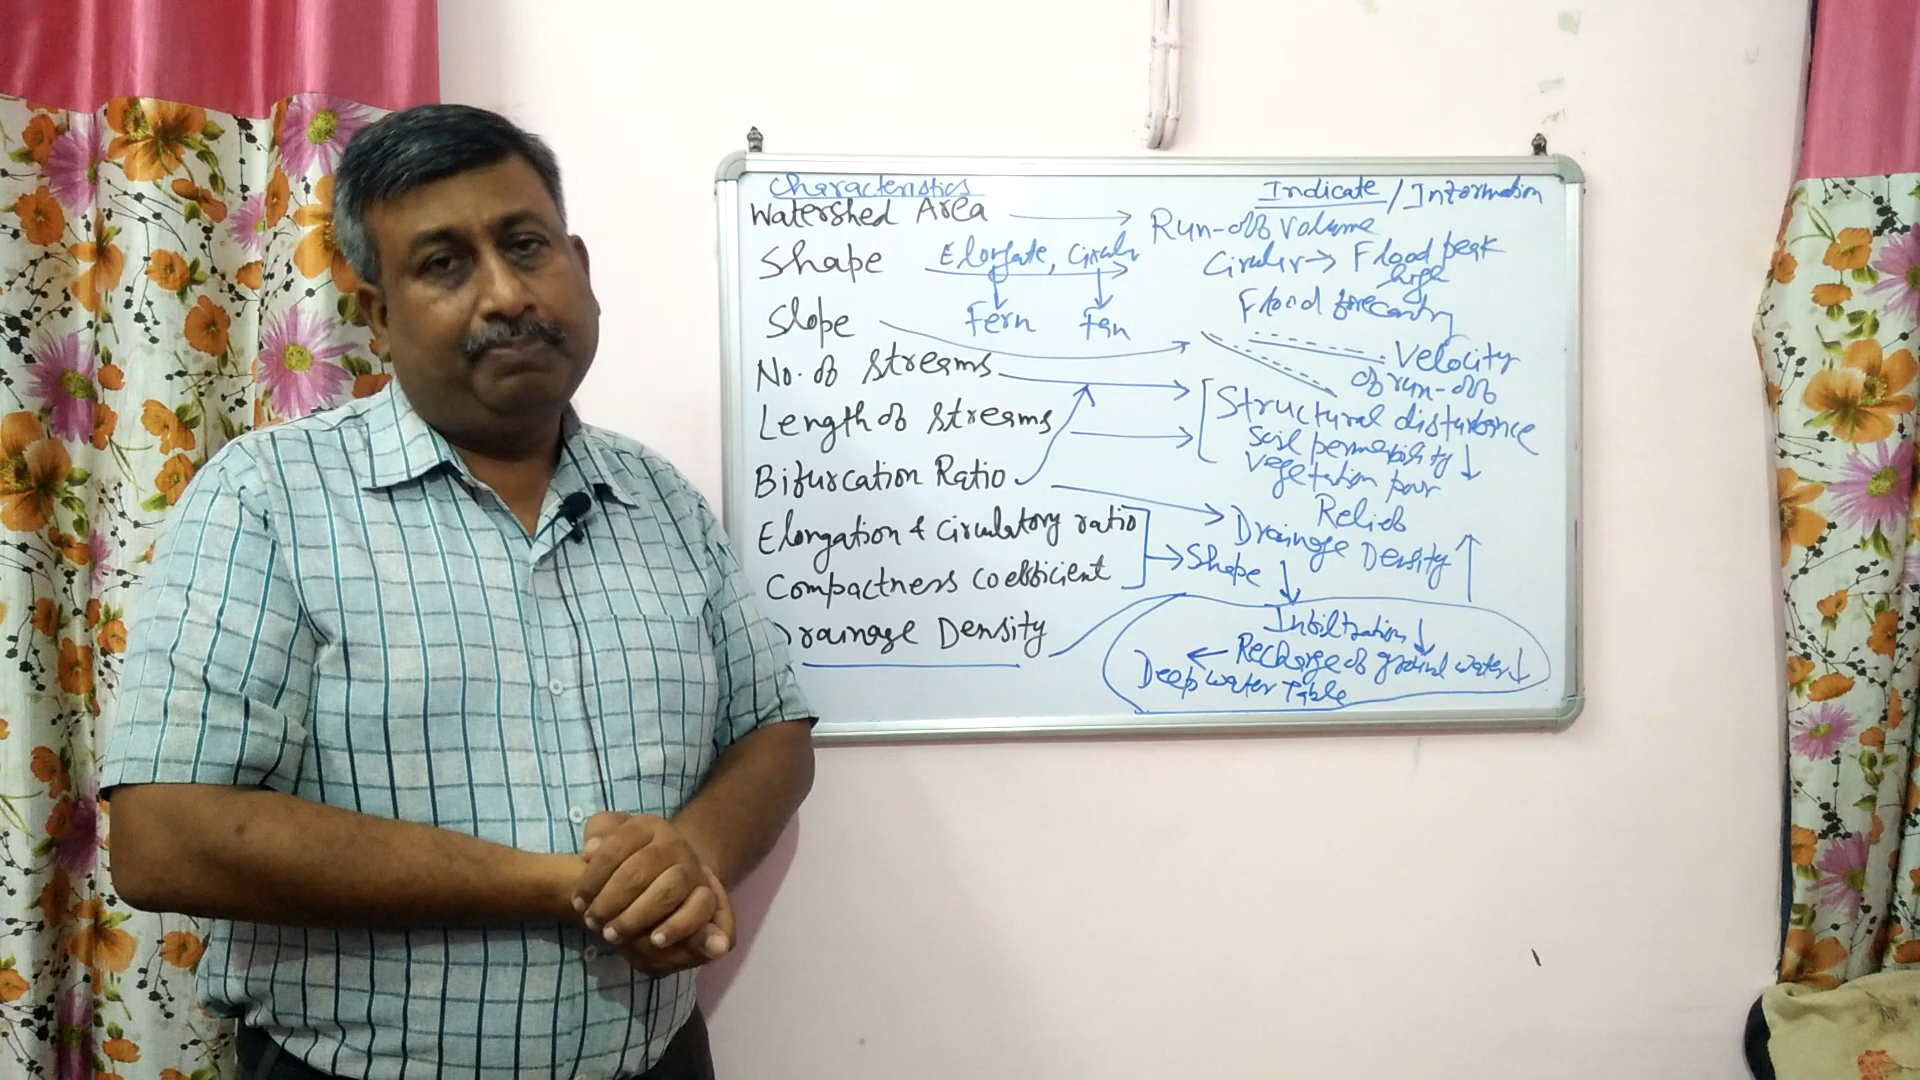 Characteristics
Indicate / Information
Watershed Area
Run-off Volume
Shape
Elongate, Circular
Circular → Flood peak
large
Fern Fan
Flood forecasting
Slope
Velocity
of run-off
No. of Streams
Structural disturbance
Length of Streams
Soil permeability ↓
Vegetation poor
Bifurcation Ratio
Relief
Drainage Density ↑
Elongation & Circulatory ratio
Shape
Compactness Coefficient
Infiltration ↓
Drainage Density
Recharge of ground water ↓
Deep water Table